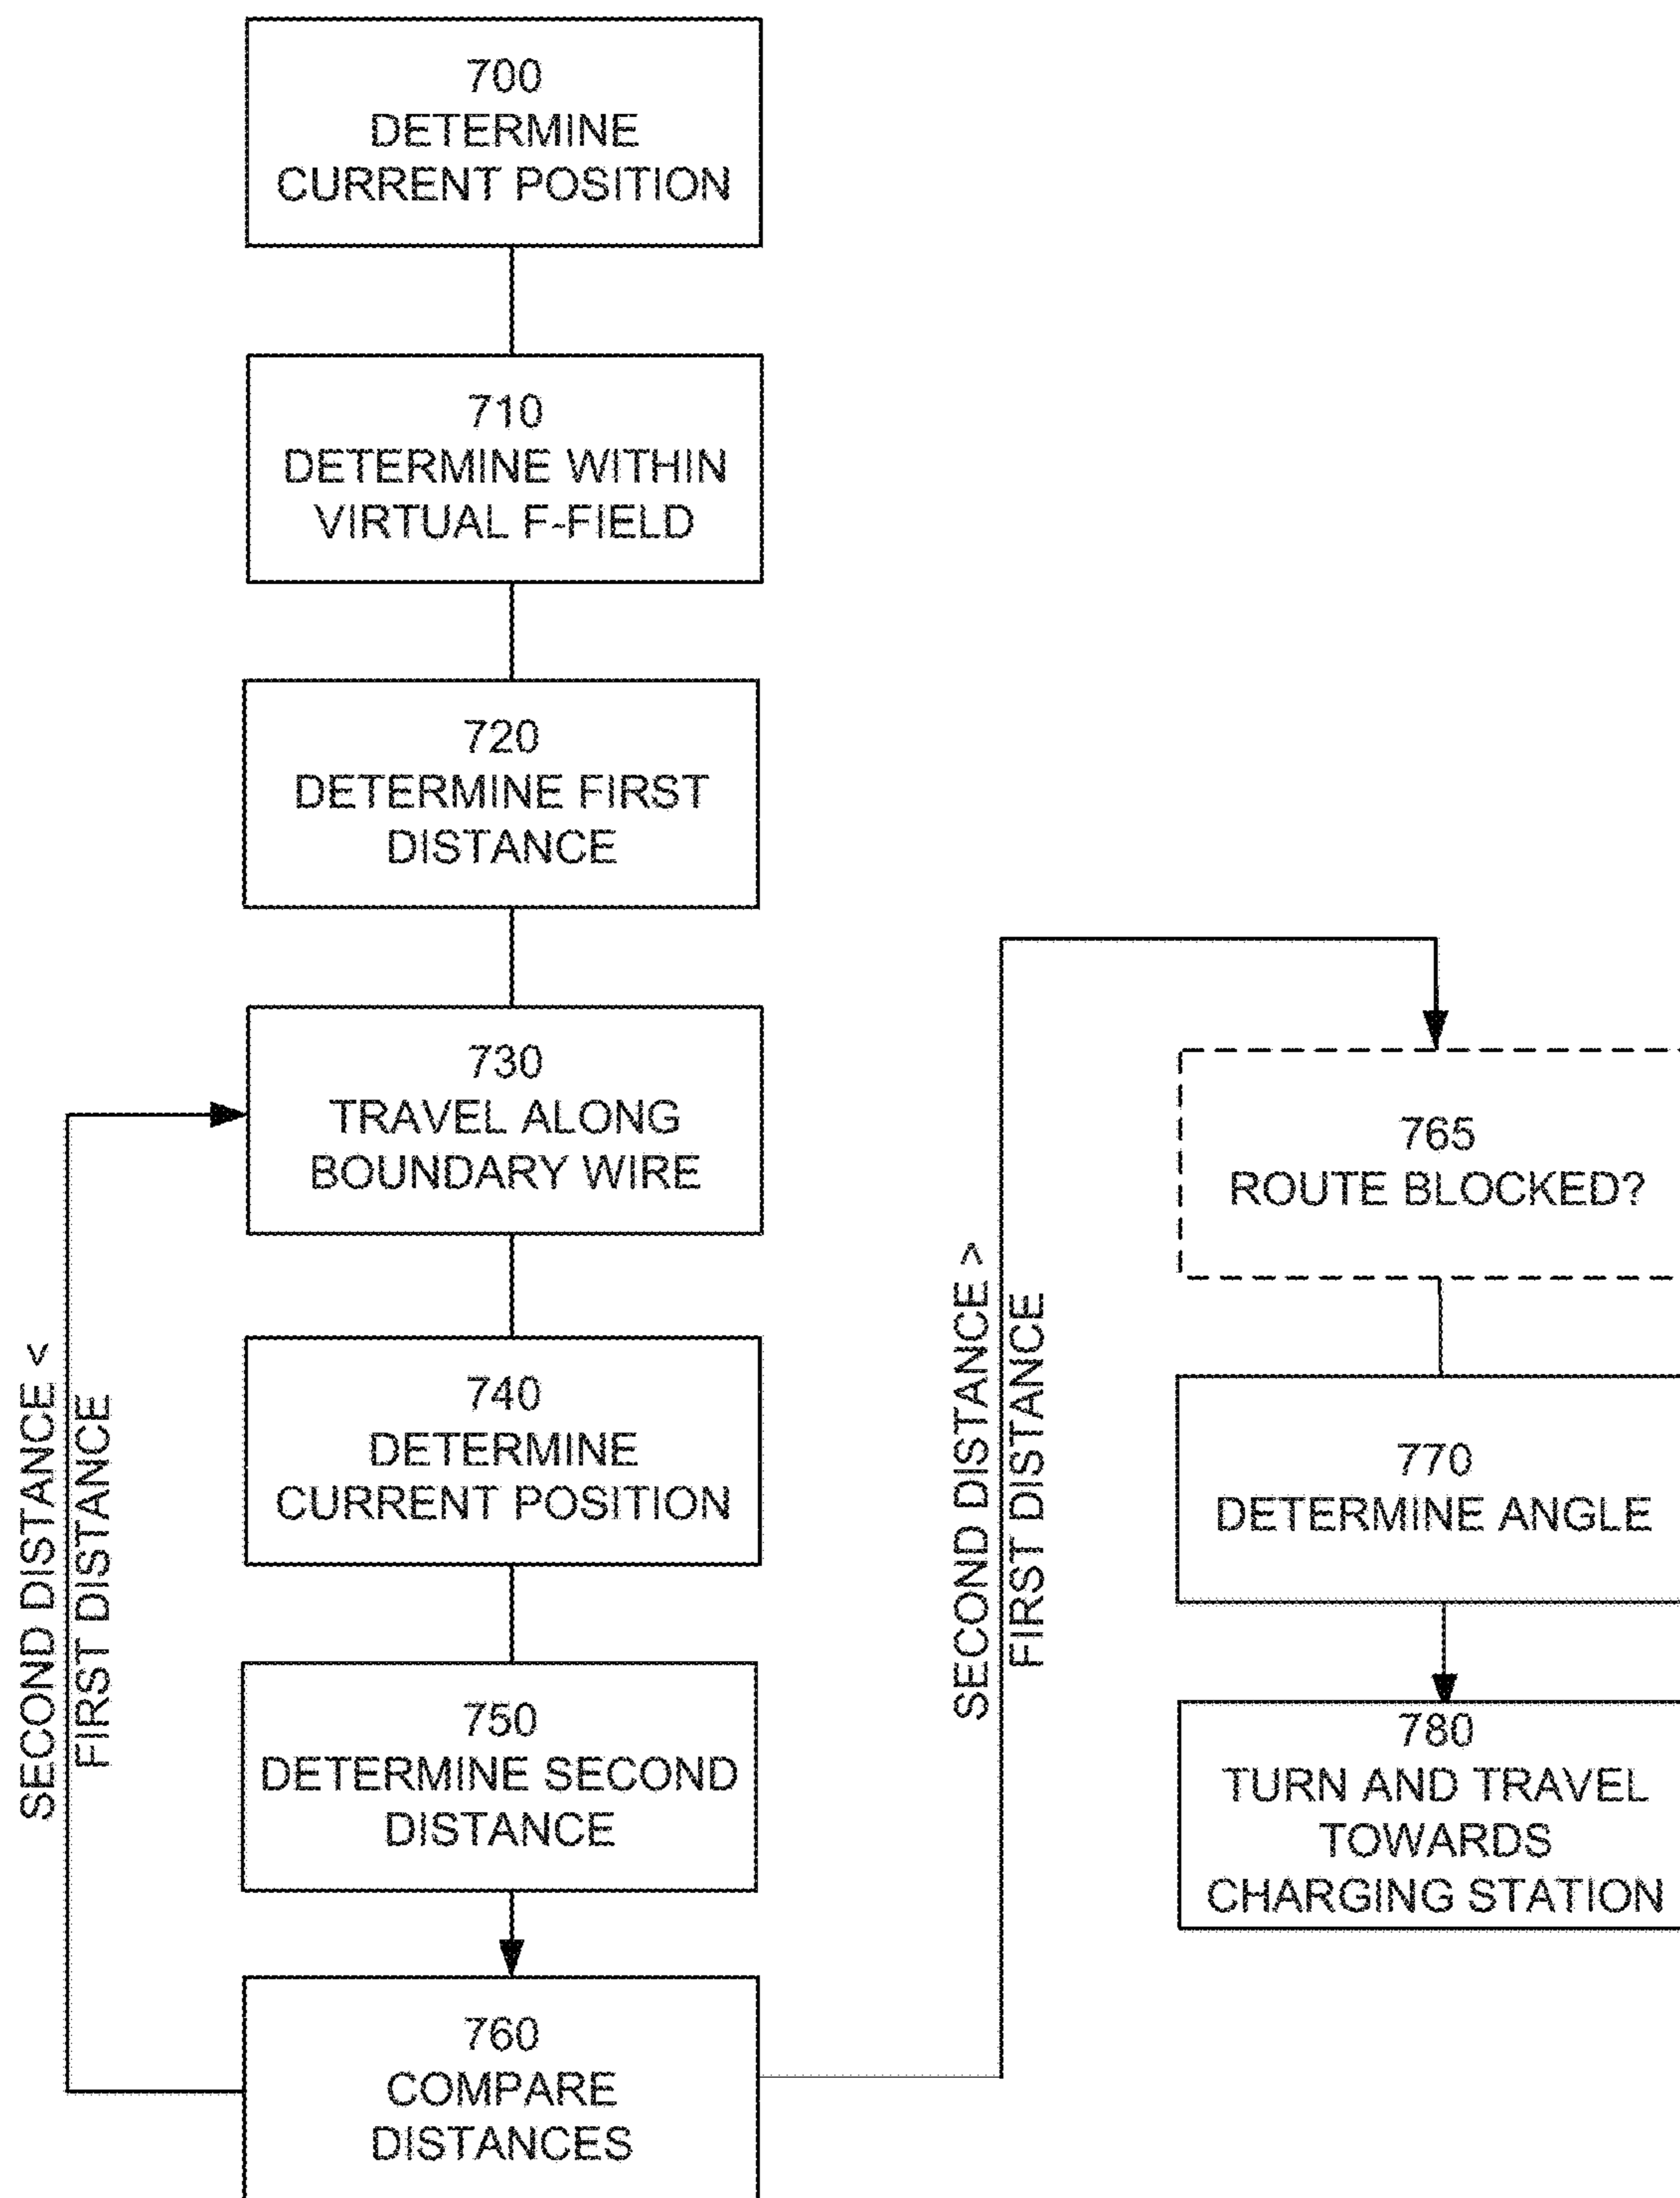 700
DETERMINE
CURRENT POSITION
710
DETERMINE WITHIN
VIRTUAL F-FIELD
720
DETERMINE FIRST
DISTANCE
730
TRAVEL ALONG
BOUNDARY WIRE
740
DETERMINE
CURRENT POSITION
750
DETERMINE SECOND
DISTANCE
760
COMPARE
DISTANCES
SECOND DISTANCE <
FIRST DISTANCE
SECOND DISTANCE >
FIRST DISTANCE
765
ROUTE BLOCKED?
770
DETERMINE ANGLE
780
TURN AND TRAVEL
TOWARDS
CHARGING STATION